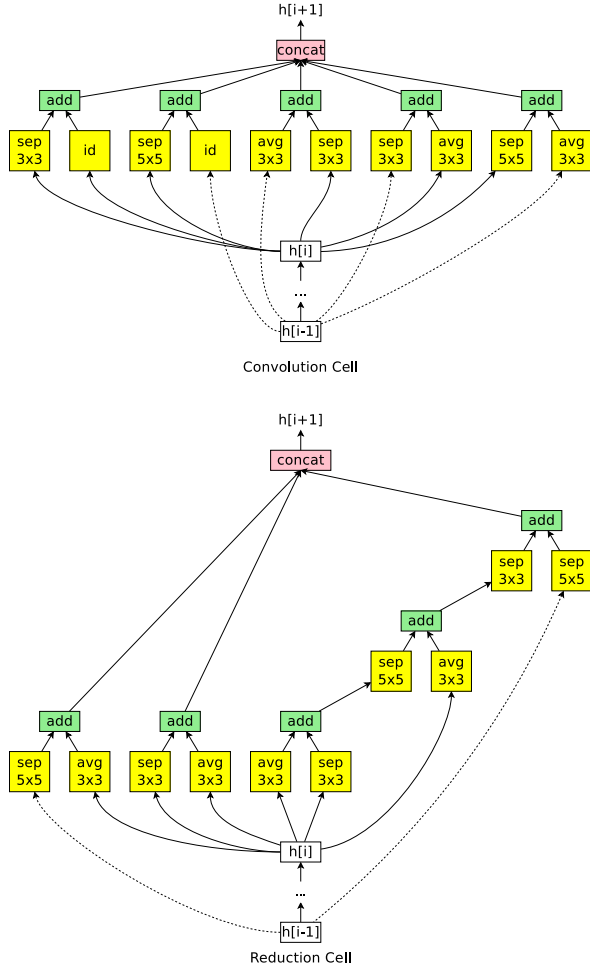 h[i+1]
concat
add add add add add
sep 3x3 id sep 5x5 id avg 3x3 sep 3x3 sep 3x3 avg 3x3 sep 5x5 avg 3x3
h[i]
...
h[i-1]
Convolution Cell
h[i+1]
concat
add
sep 3x3 sep 5x5
add
sep 5x5 avg 3x3
add add add
sep 5x5 avg 3x3 sep 3x3 avg 3x3 avg 3x3 sep 3x3
h[i]
...
h[i-1]
Reduction Cell